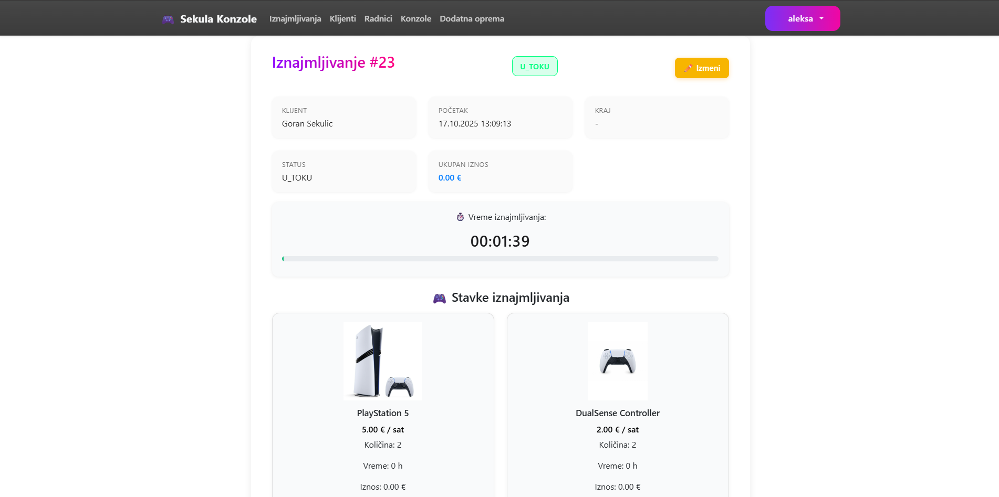 Sekula Konzole Iznajmljivanja Klijenti Radnici Konzole Dodatna oprema aleksa
Iznajmljivanje #23 U_TOKU Izmeni
KLIJENT
Goran Sekulic
POČETAK
17.10.2025 13:09:13
KRAJ
-
STATUS
U_TOKU
UKUPAN IZNOS
0.00 €
Vreme iznajmljivanja:
00:01:39
Stavke iznajmljivanja
PlayStation 5
5.00 € / sat
Količina: 2
Vreme: 0 h
Iznos: 0.00 €
DualSense Controller
2.00 € / sat
Količina: 2
Vreme: 0 h
Iznos: 0.00 €